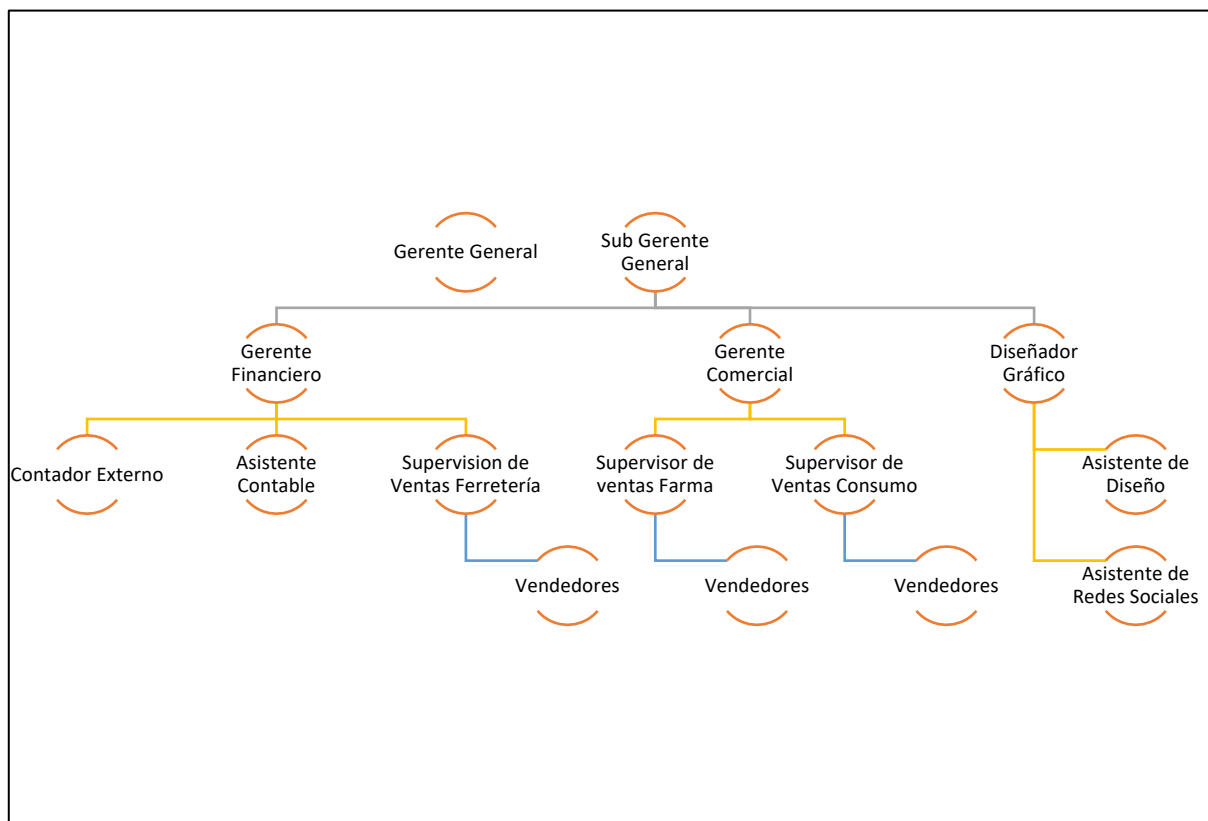 Gerente General
Sub Gerente
General
Gerente
Financiero
Gerente
Comercial
Diseñador
Gráfico
Contador Externo
Asistente
Contable
Supervision de
Ventas Ferretería
Supervisor de
ventas Farma
Supervisor de
Ventas Consumo
Asistente de
Diseño
Vendedores
Vendedores
Vendedores
Asistente de
Redes Sociales